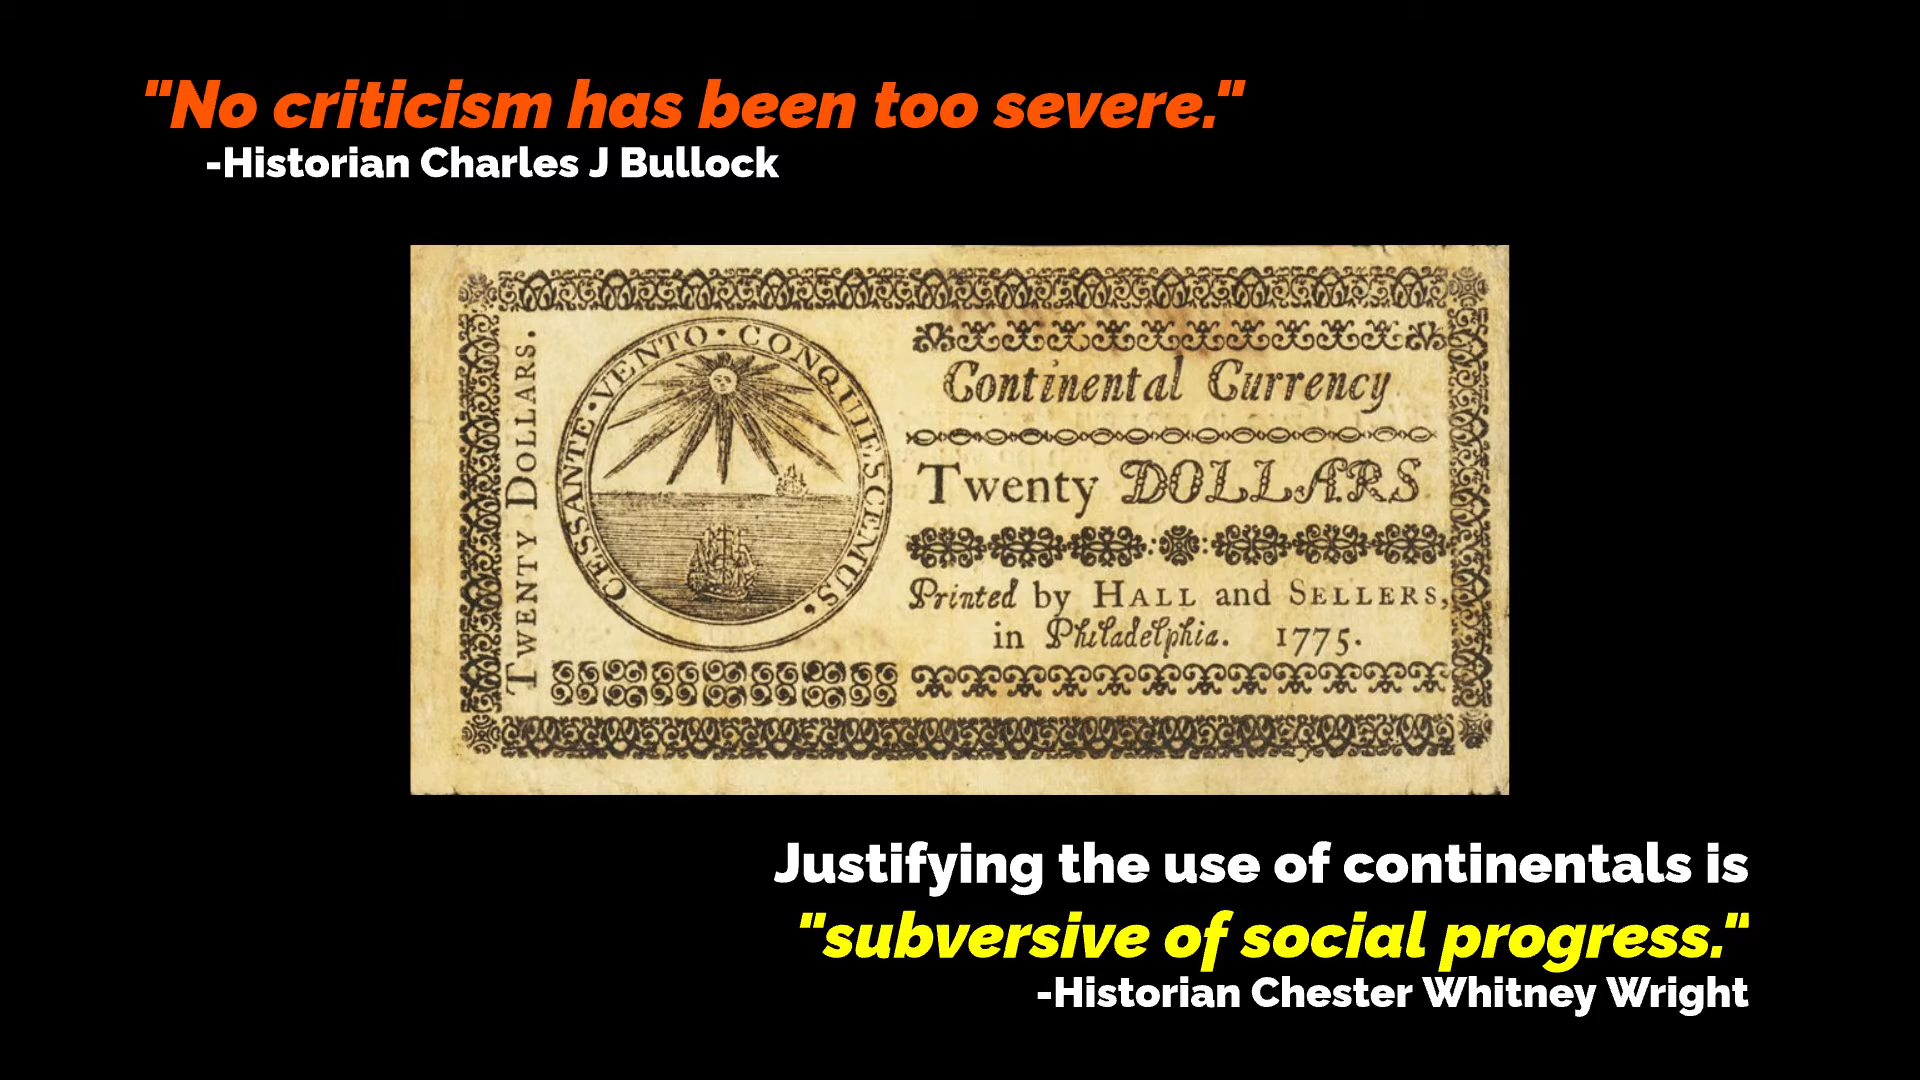 "No criticism has been too severe."
-Historian Charles J Bullock
TWENTY DOLLARS.
CESSANTE · VENTO · CONQUIESCEMUS.
Continental Currency
Twenty DOLLARS
Printed by HALL and SELLERS,
in Philadelphia. 1775.
Justifying the use of continentals is
"subversive of social progress."
-Historian Chester Whitney Wright